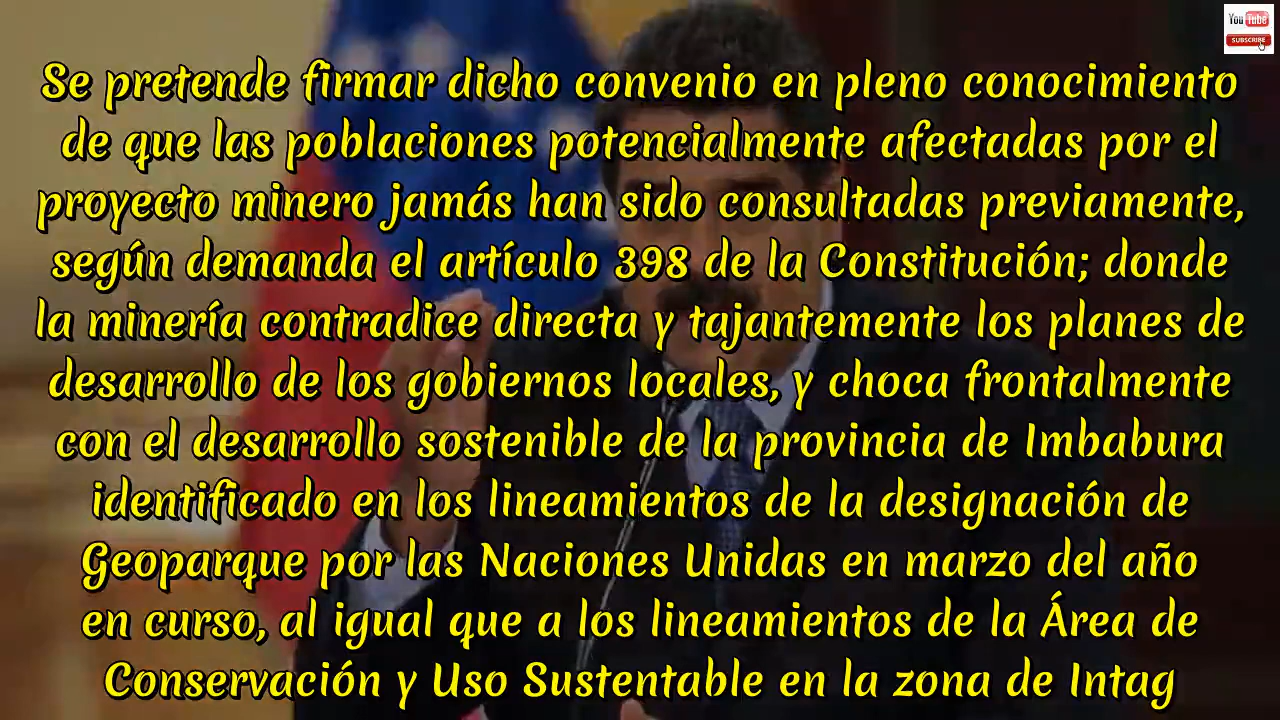 You Tube
SUBSCRIBE
Se pretende firmar dicho convenio en pleno conocimiento
de que las poblaciones potencialmente afectadas por el
proyecto minero jamás han sido consultadas previamente,
según demanda el artículo 398 de la Constitución; donde
la minería contradice directa y tajantemente los planes de
desarrollo de los gobiernos locales, y choca frontalmente
con el desarrollo sostenible de la provincia de Imbabura
identificado en los lineamientos de la designación de
Geoparque por las Naciones Unidas en marzo del año
en curso, al igual que a los lineamientos de la Área de
Conservación y Uso Sustentable en la zona de Intag